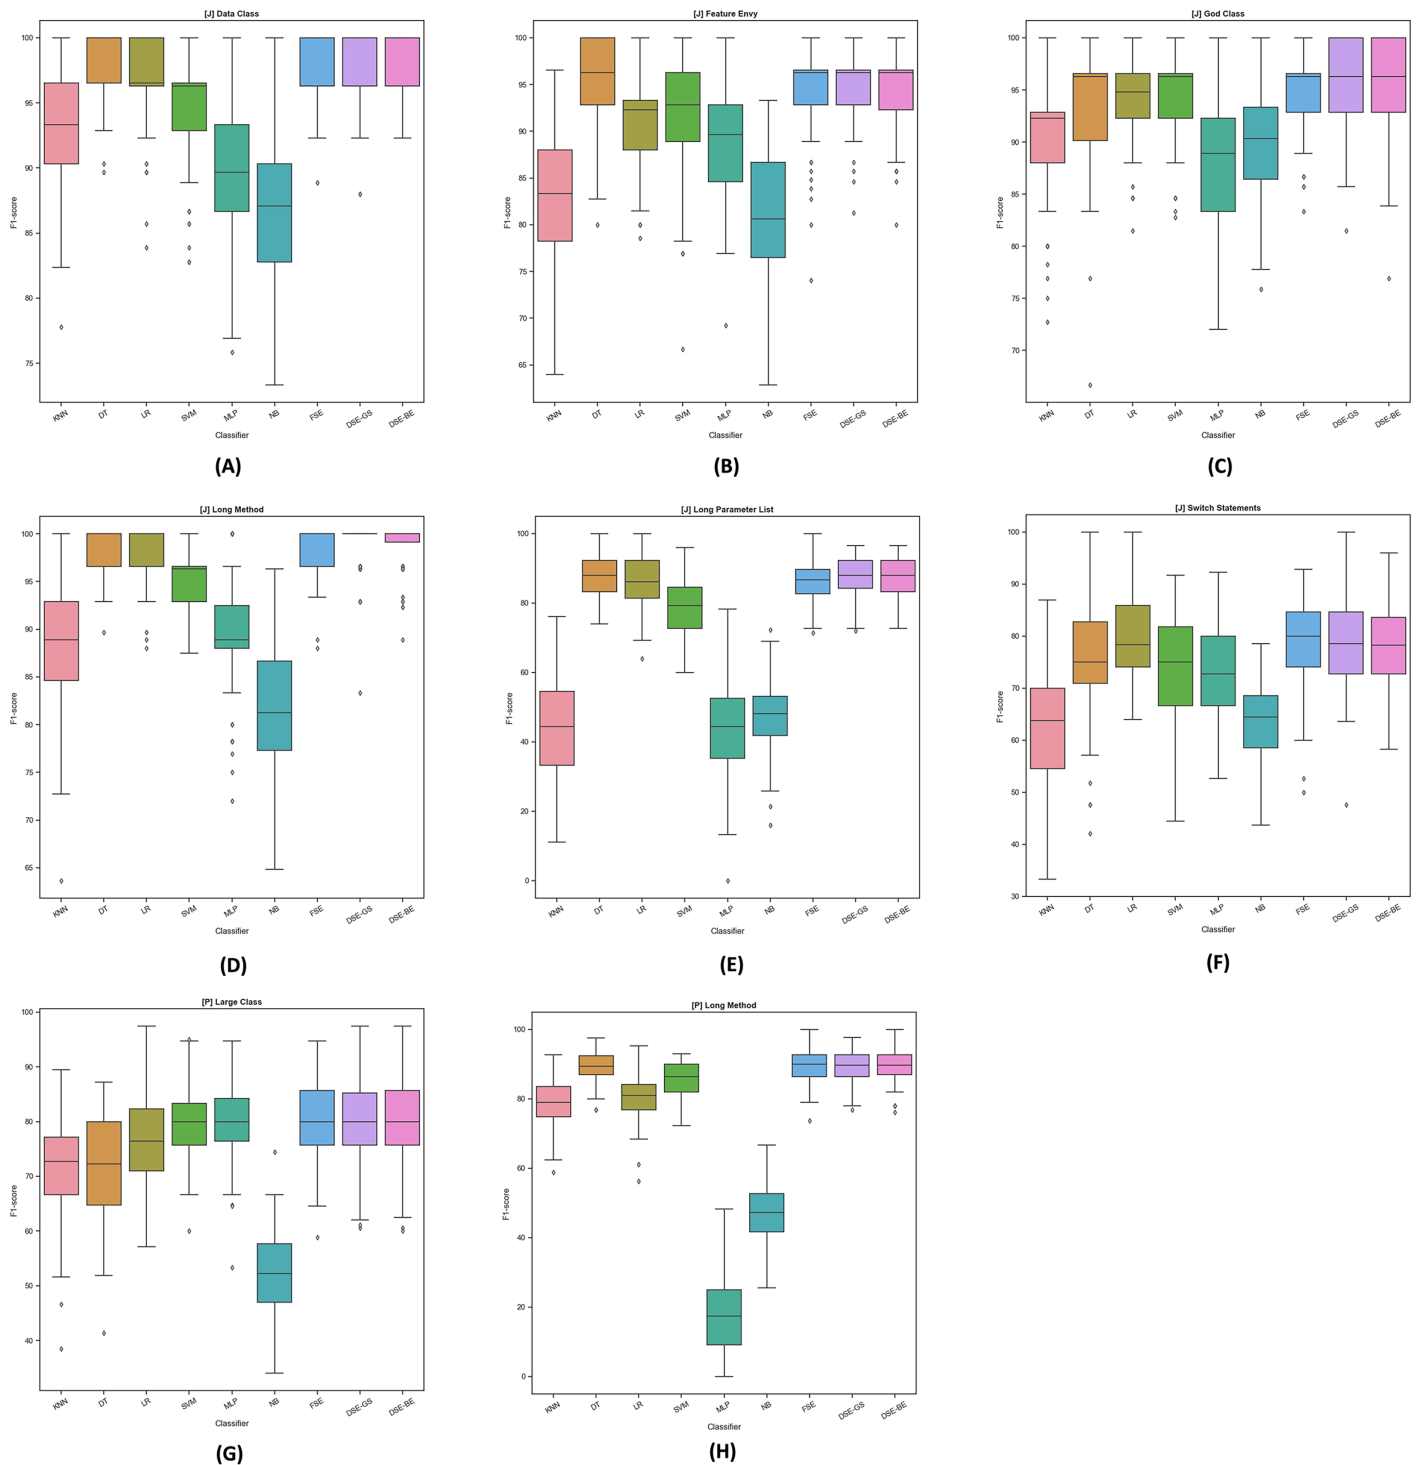 [J] Data Class
100
95
90
85
80
75
F1-score
KNN DT LR SVM MLP NB FSE DSE-GS DSE-BE
Classifier
(A)
[J] Feature Envy
100
95
90
85
80
75
70
65
F1-score
KNN DT LR SVM MLP NB FSE DSE-GS DSE-BE
Classifier
(B)
[J] God Class
100
95
90
85
80
75
70
F1-score
KNN DT LR SVM MLP NB FSE DSE-GS DSE-BE
Classifier
(C)
[J] Long Method
100
95
90
85
80
75
70
65
F1-score
KNN DT LR SVM MLP NB FSE DSE-GS DSE-BE
Classifier
(D)
[J] Long Parameter List
100
80
60
40
20
0
F1-score
KNN DT LR SVM MLP NB FSE DSE-GS DSE-BE
Classifier
(E)
[J] Switch Statements
100
90
80
70
60
50
40
30
F1-score
KNN DT LR SVM MLP NB FSE DSE-GS DSE-BE
Classifier
(F)
[P] Large Class
100
90
80
70
60
50
40
F1-score
KNN DT LR SVM MLP NB FSE DSE-GS DSE-BE
Classifier
(G)
[P] Long Method
100
80
60
40
20
0
F1-score
KNN DT LR SVM MLP NB FSE DSE-GS DSE-BE
Classifier
(H)